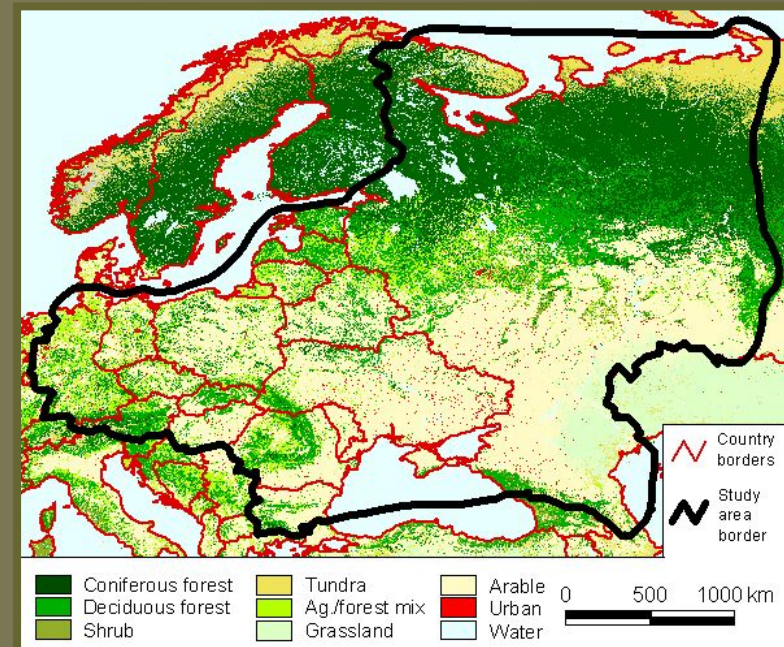 Country
borders
Study
area
border
Coniferous forest
Deciduous forest
Shrub
Tundra
Ag./forest mix
Grassland
Arable
Urban
Water
0 500 1000 km